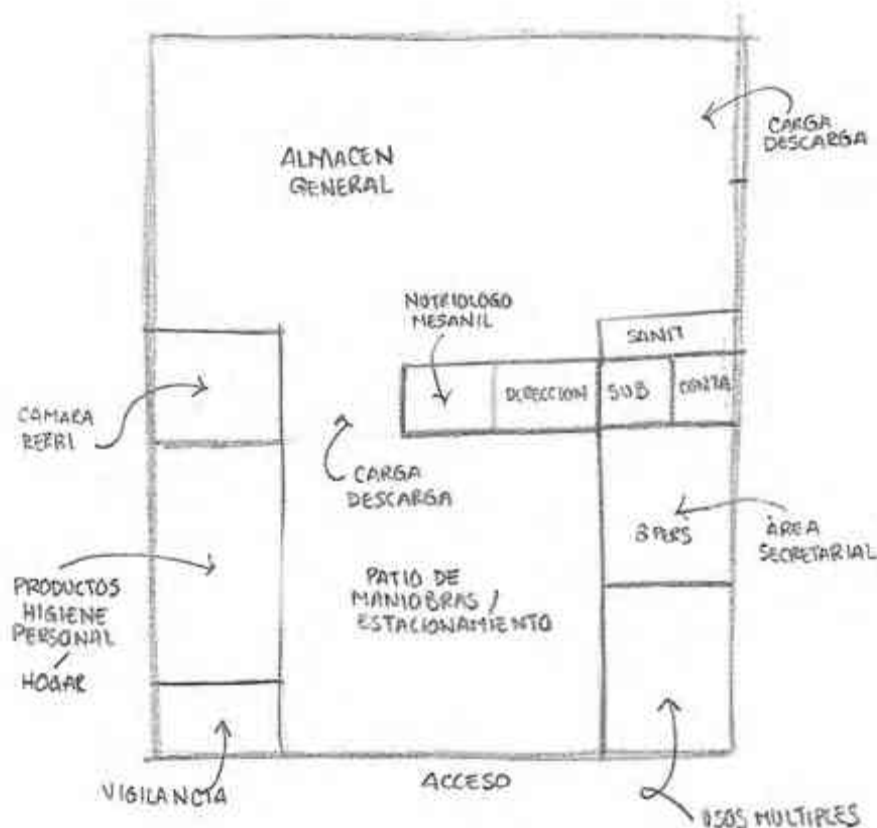 CARGA
DESCARGA
ALMACEN
GENERAL
NUTRIOLOGO
MESANIL
SANIT
DIRECCION
SUB
CONTA
CAMARA
REFRI
CARGA
DESCARGA
8 PERS
ÁREA
SECRETARIAL
PRODUCTOS
HIGIENE
PERSONAL
/
HOGAR
PATIO DE
MANIOBRAS /
ESTACIONAMIENTO
VIGILANCIA
ACCESO
USOS MULTIPLES